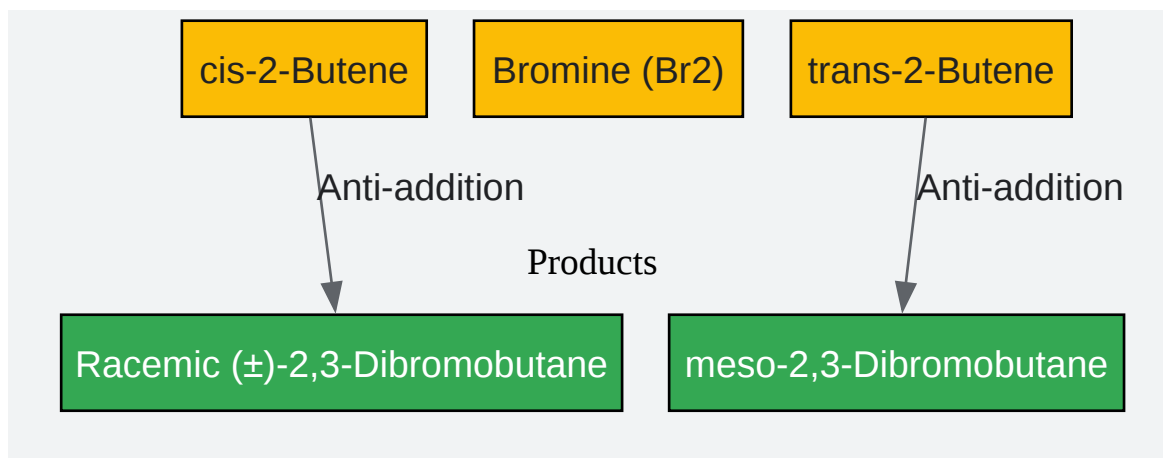 cis-2-Butene
Bromine (Br2)
trans-2-Butene
Anti-addition
Anti-addition
Products
Racemic (±)-2,3-Dibromobutane
meso-2,3-Dibromobutane